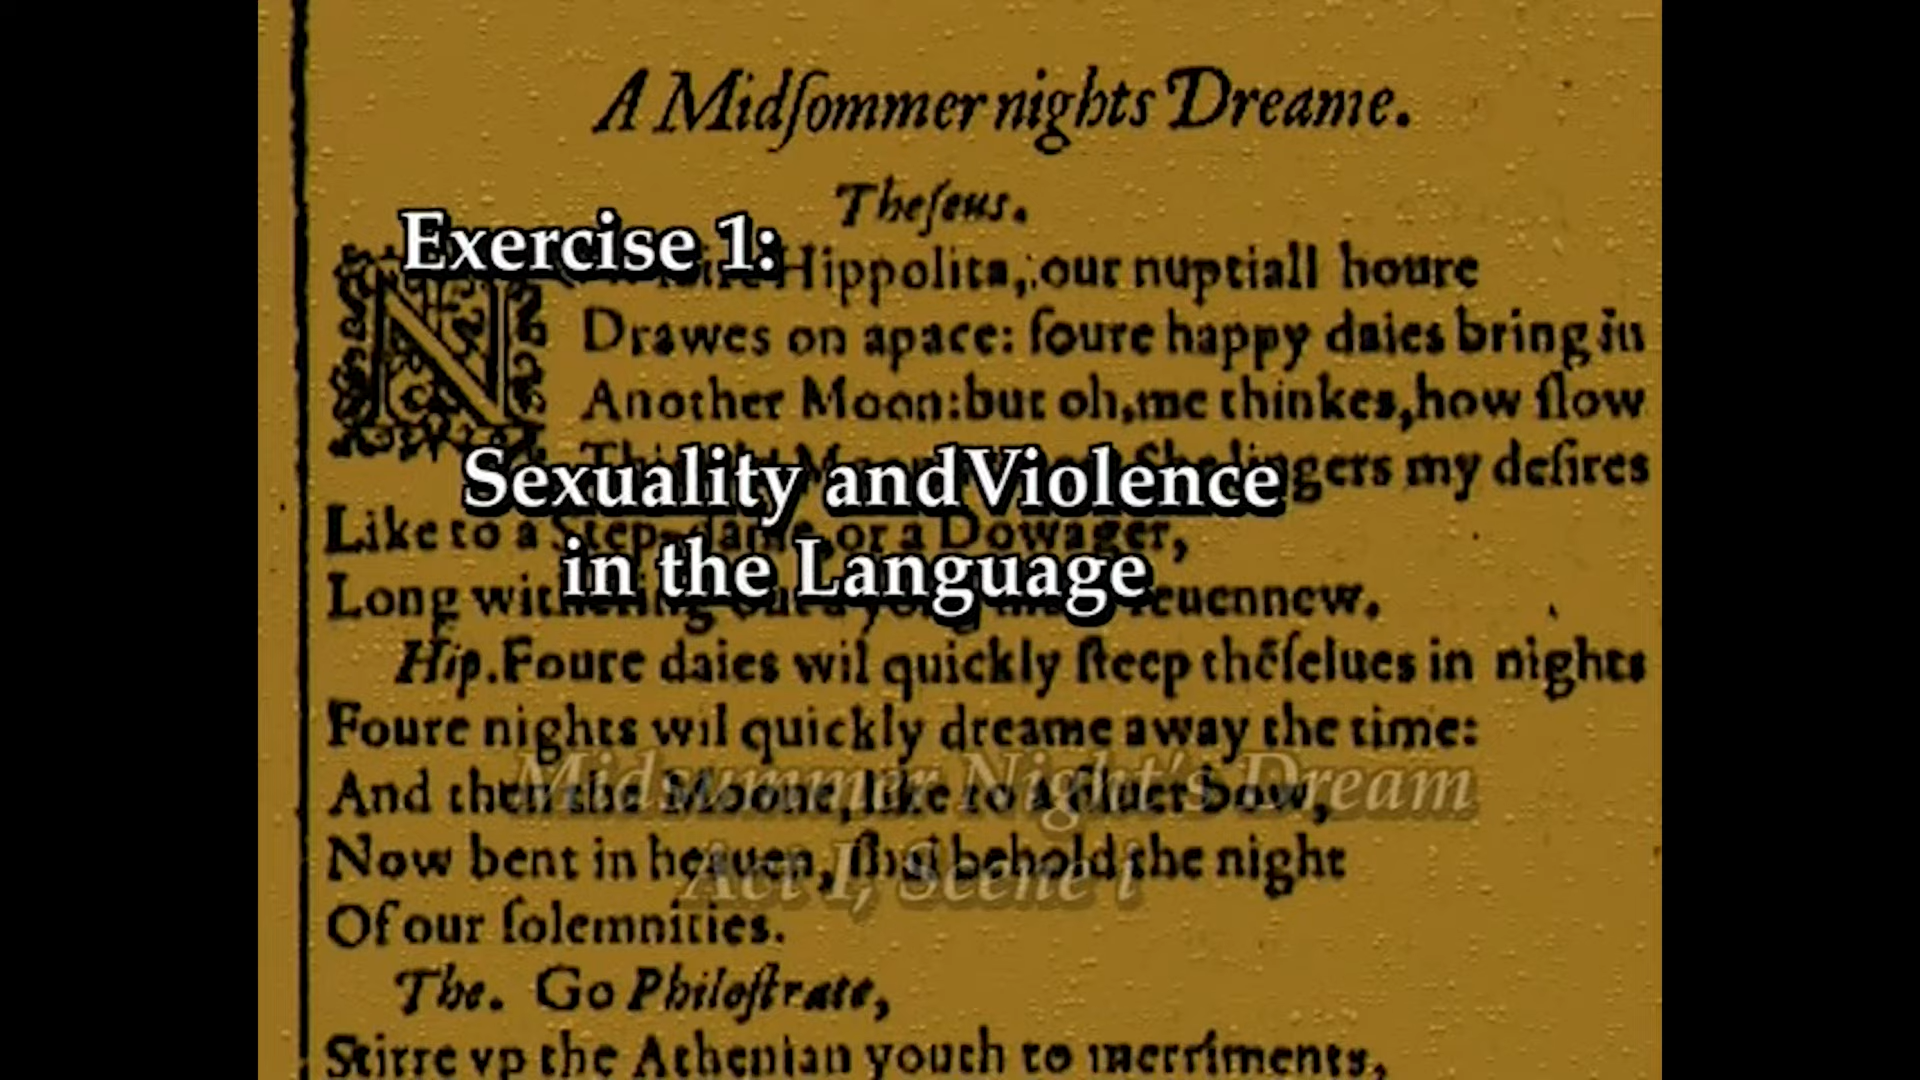 A Midſommer nights Dreame.
Theſeus.
Exercise 1:
Hippolita, our nuptiall houre
N
Drawes on apace: foure happy daies bring in
Another Moon: but oh, me thinkes, how ſlow
Sexuality and Violence
She lingers my deſires
Like to a Step-dame, or a Dowager,
in the Language
Long withering reuennew.
Hip. Foure daies wil quickly ſteep thẽſelues in nights
Foure nights wil quickly dreame away the time:
Midsummer Night's Dream
And then the Moone, like to a ſiluer bow,
Now bent in heauen, ſhal behold the night
Act I, Scene i
Of our ſolemnities.
The. Go Philoſtrate,
Stirre vp the Athenian youth to merriments,